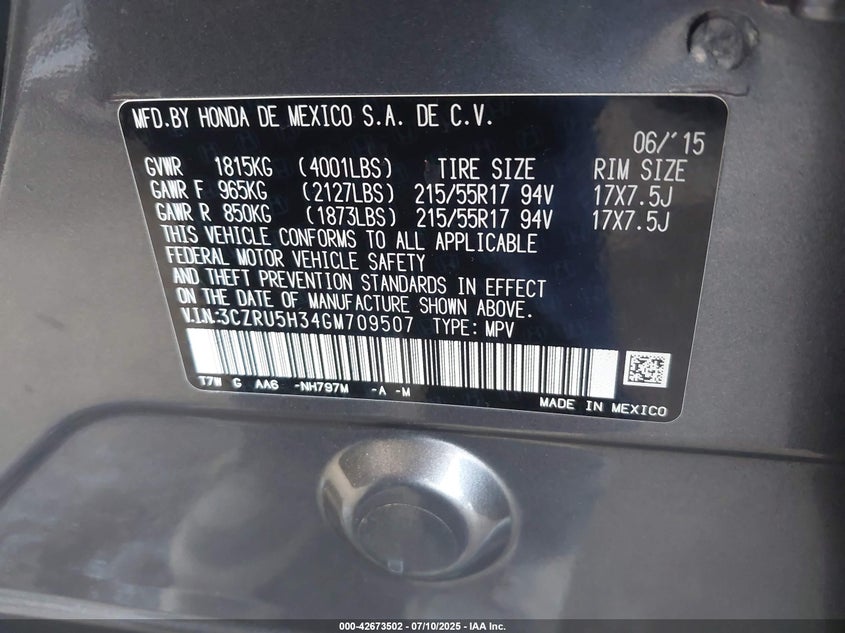 MFD.BY HONDA DE MEXICO S.A. DE C.V.
06/'15
GVWR 1815KG (4001LBS) TIRE SIZE RIM SIZE
GAWR F 965KG (2127LBS) 215/55R17 94V 17X7.5J
GAWR R 850KG (1873LBS) 215/55R17 94V 17X7.5J
THIS VEHICLE CONFORMS TO ALL APPLICABLE
FEDERAL MOTOR VEHICLE SAFETY
AND THEFT PREVENTION STANDARDS IN EFFECT
ON THE DATE OF MANUFACTURE SHOWN ABOVE.
V.I.N.:3CZRU5H34GM709507 TYPE: MPV
T7W G AA6 -NH797M -A -M
MADE IN MEXICO
000-42673502 - 07/10/2025 - IAA Inc.